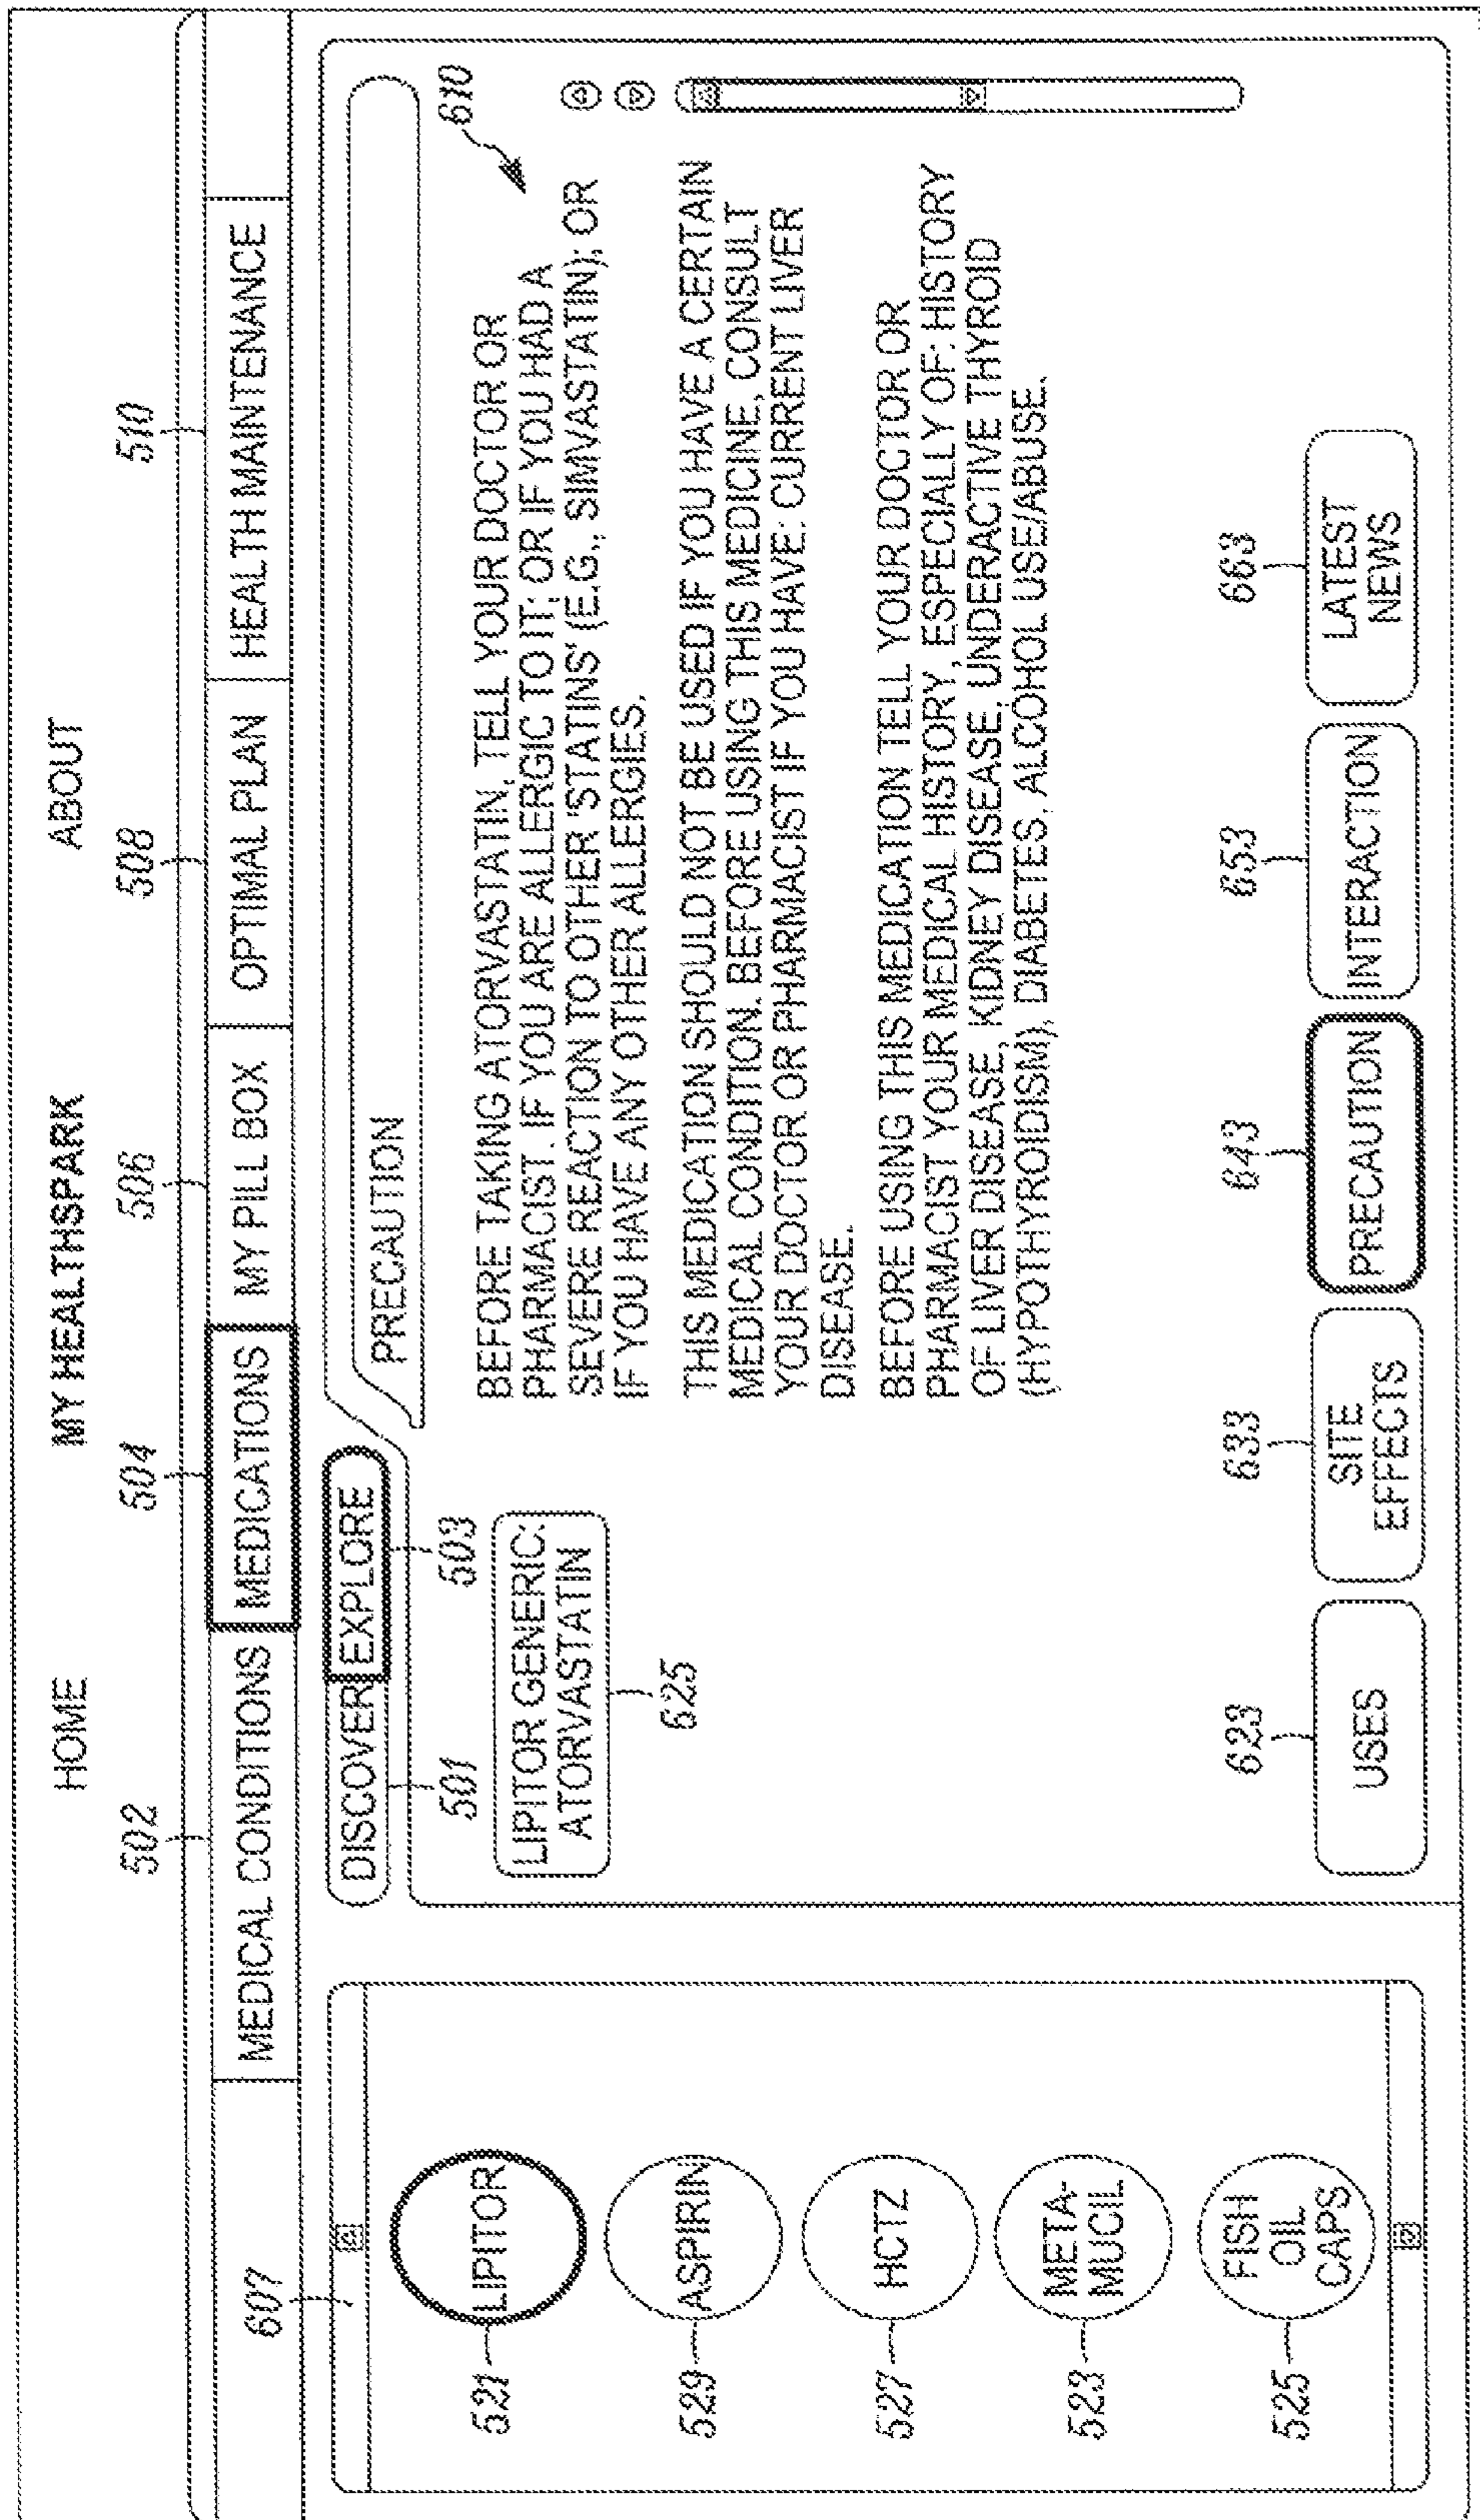 HOME
MY HEALTHSPARK
ABOUT
502
504
506
508
510
MEDICAL CONDITIONS
MEDICATIONS
MY PILL BOX
OPTIMAL PLAN
HEALTH MAINTENANCE
607
521
LIPITOR
529
ASPIRIN
527
HCTZ
523
META-
MUCIL
525
FISH
OIL
CAPS
DISCOVER
EXPLORE
501
503
PRECAUTION
610
LIPITOR GENERIC:
ATORVASTATIN
625
BEFORE TAKING ATORVASTATIN, TELL YOUR DOCTOR OR
PHARMACIST. IF YOU ARE ALLERGIC TO IT; OR IF YOU HAD A
SEVERE REACTION TO OTHER 'STATINS' (E.G., SIMVASTATIN); OR
IF YOU HAVE ANY OTHER ALLERGIES.
THIS MEDICATION SHOULD NOT BE USED IF YOU HAVE A CERTAIN
MEDICAL CONDITION. BEFORE USING THIS MEDICINE, CONSULT
YOUR DOCTOR OR PHARMACIST IF YOU HAVE: CURRENT LIVER
DISEASE.
BEFORE USING THIS MEDICATION TELL YOUR DOCTOR OR
PHARMACIST YOUR MEDICAL HISTORY, ESPECIALLY OF: HISTORY
OF LIVER DISEASE, KIDNEY DISEASE, UNDERACTIVE THYROID
(HYPOTHYROIDISM), DIABETES, ALCOHOL USE/ABUSE.
623
633
643
653
663
USES
SITE
EFFECTS
PRECAUTION
INTERACTION
LATEST
NEWS